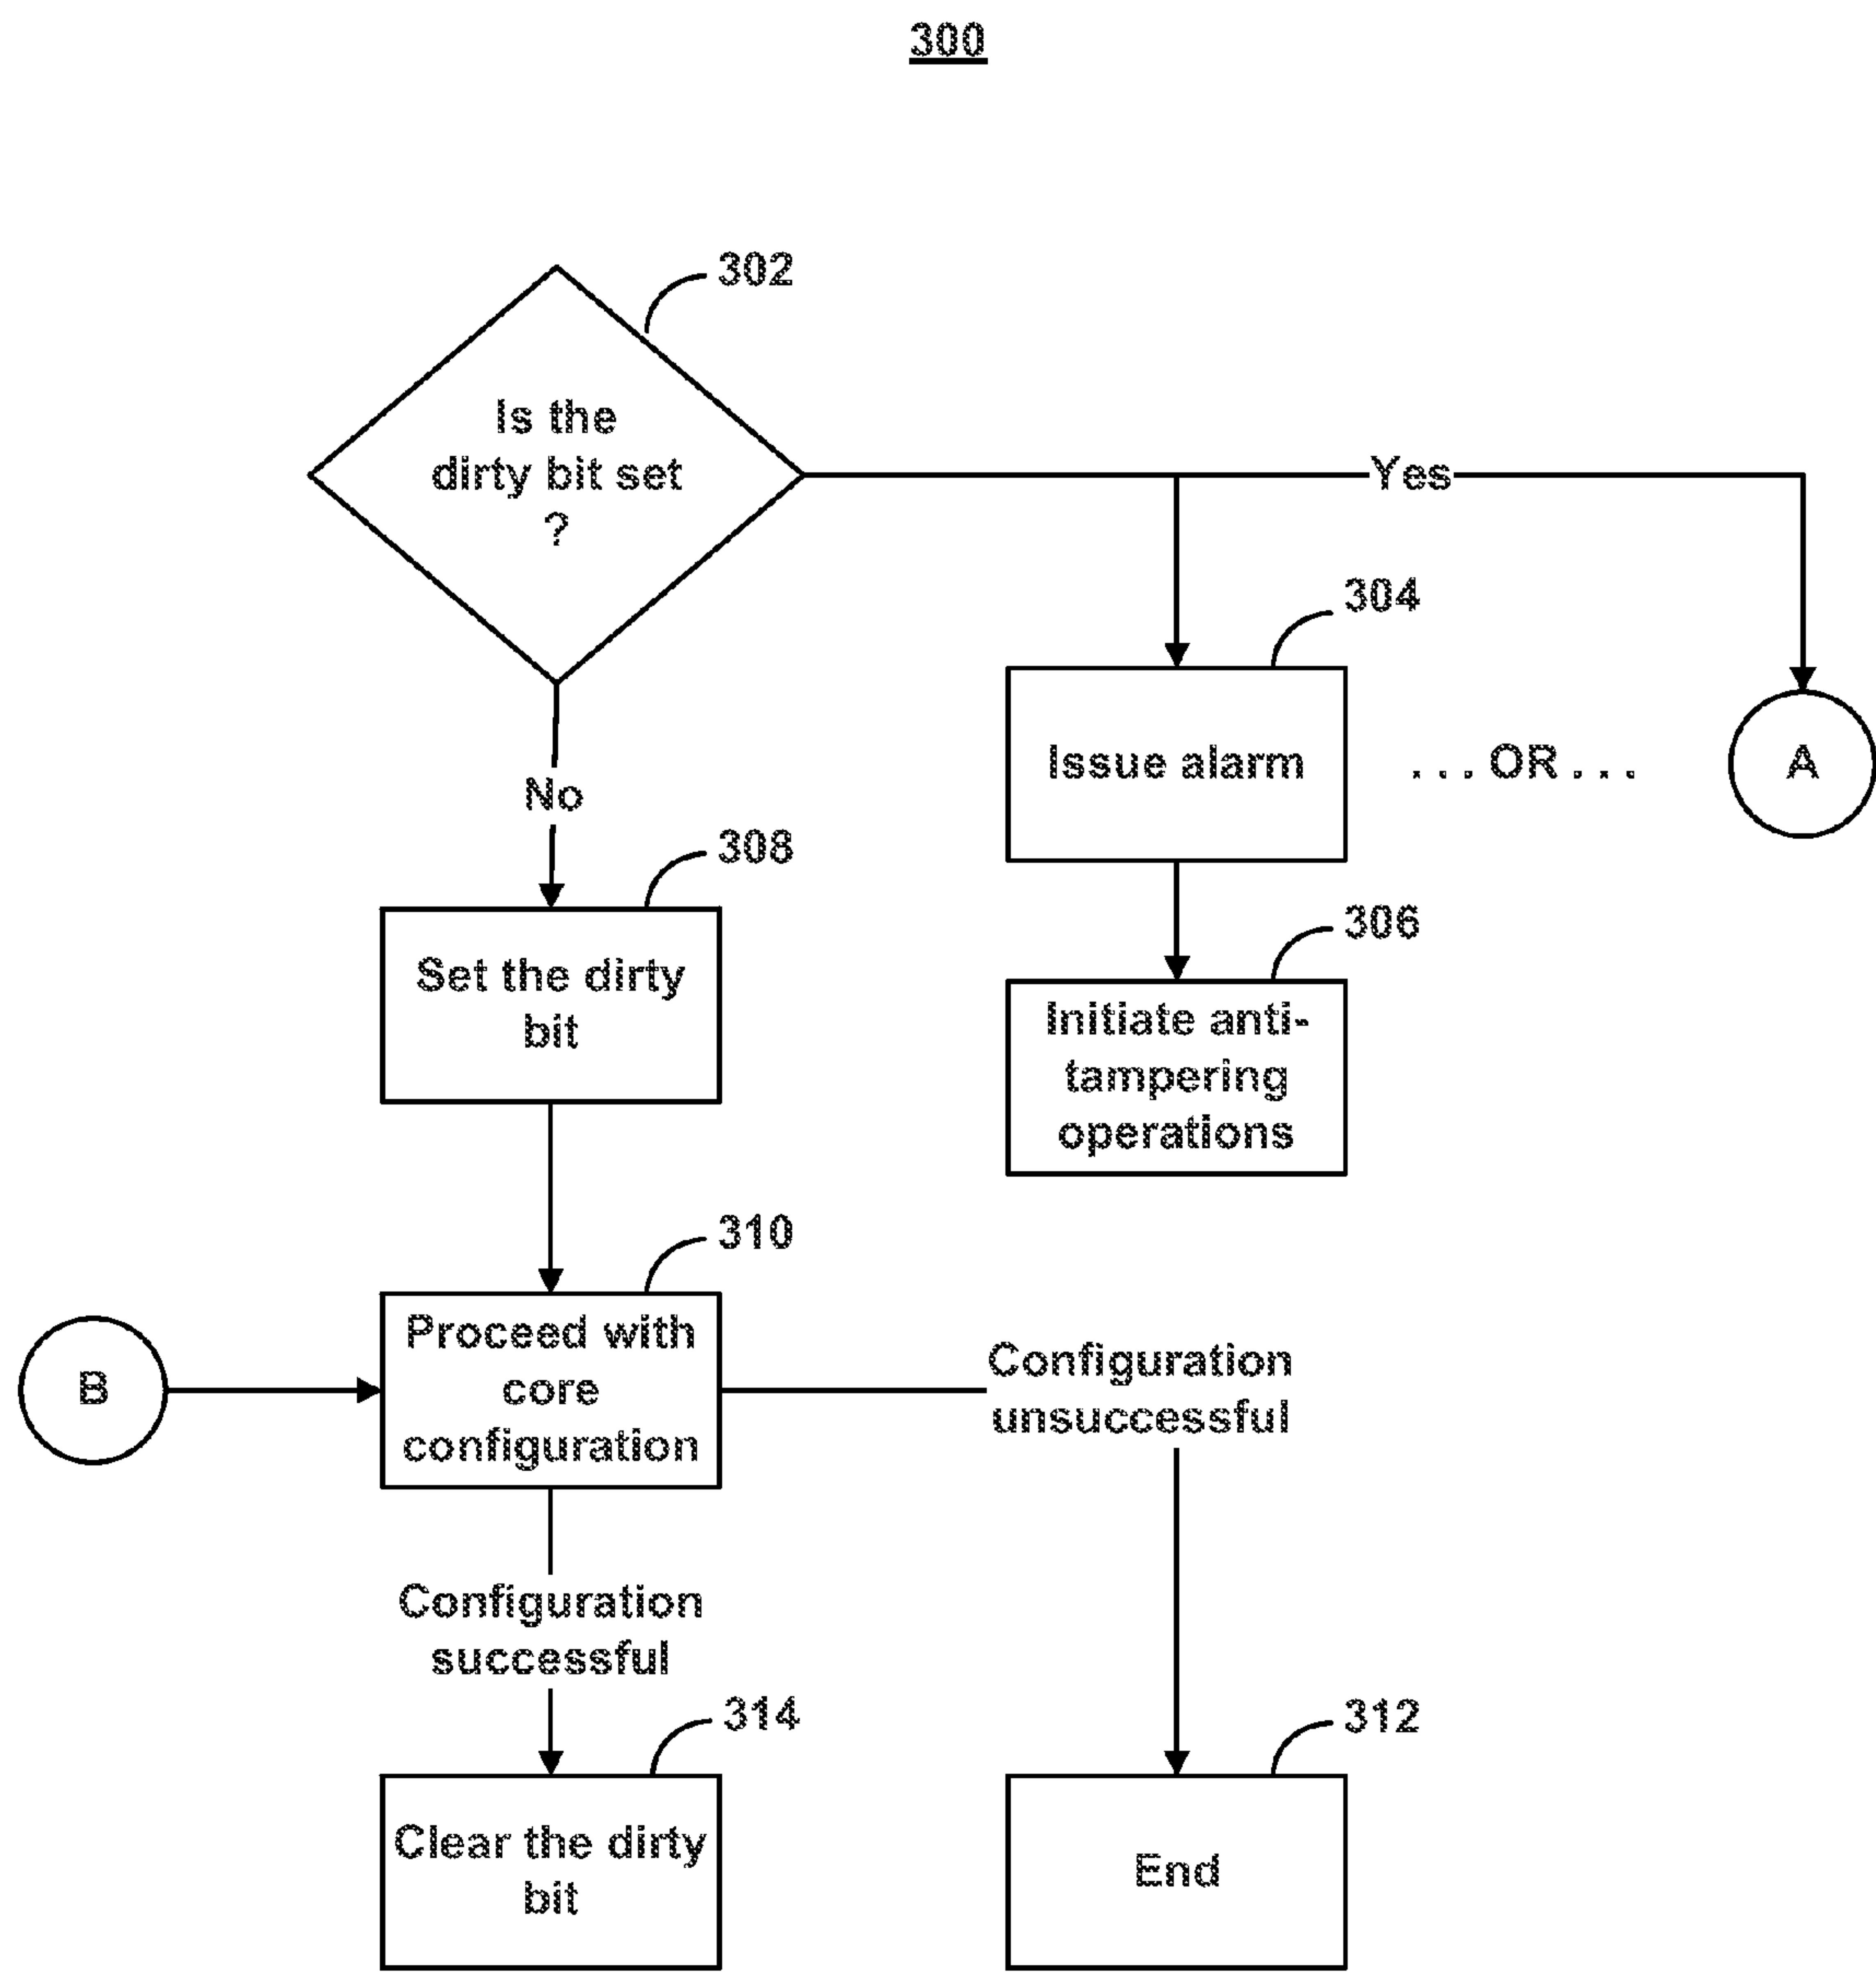 300
302
Is the
dirty bit set
?
Yes
304
Issue alarm
. . . OR . . .
A
No
308
Set the dirty
bit
306
Initiate anti-
tampering
operations
310
B
Proceed with
core
configuration
Configuration
unsuccessful
Configuration
successful
314
Clear the dirty
bit
312
End